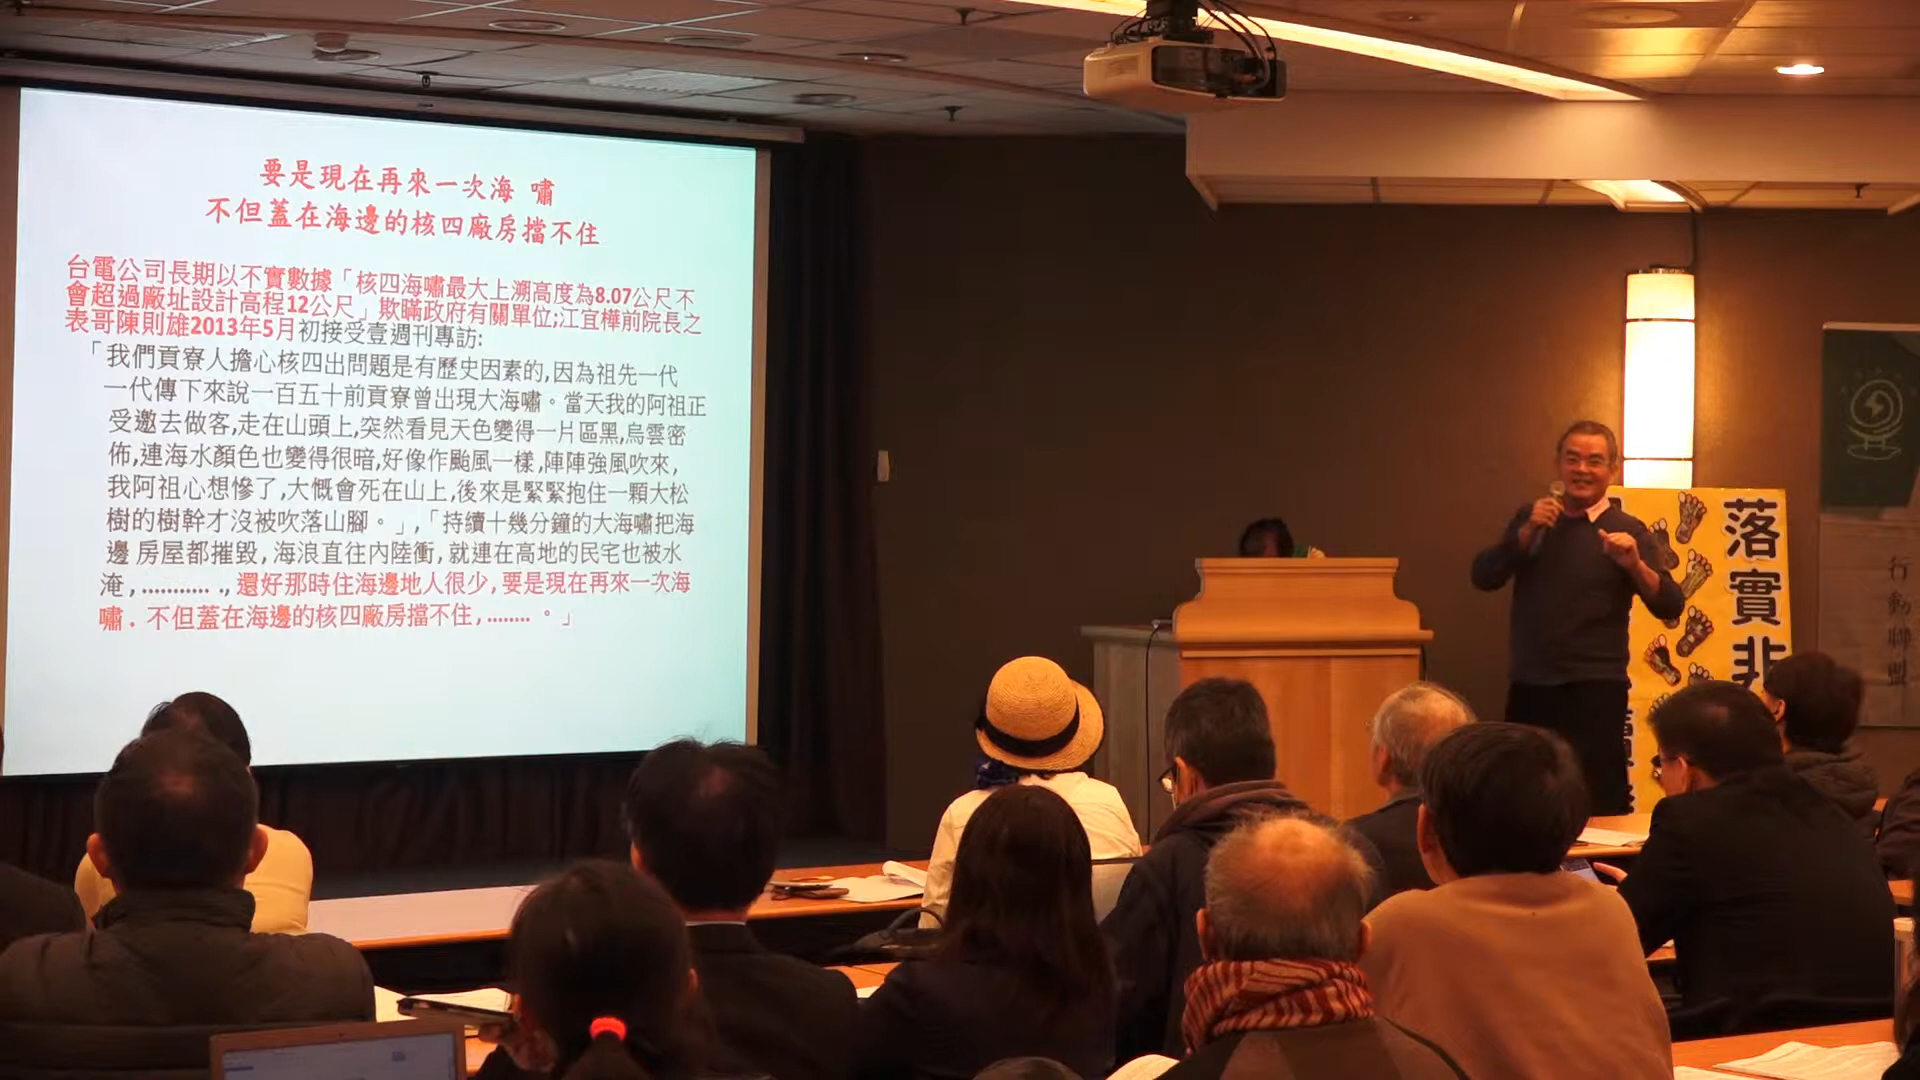 要是現在再來一次海 嘯
不但蓋在海邊的核四廠房擋不住
台電公司長期以不實數據「核四海嘯最大上溯高度為8.07公尺不
會超過廠址設計高程12公尺」欺瞞政府有關單位;江宜樺前院長之
表哥陳則雄2013年5月初接受壹週刊專訪:
「我們貢寮人擔心核四出問題是有歷史因素的,因為祖先一代
一代傳下來說一百五十前貢寮曾出現大海嘯。當天我的阿祖正
受邀去做客,走在山頭上,突然看見天色變得一片區黑,烏雲密
佈,連海水顏色也變得很暗,好像作颱風一樣,陣陣強風吹來,
我阿祖心想慘了,大慨會死在山上,後來是緊緊抱住一顆大松
樹的樹幹才沒被吹落山腳。」,「持續十幾分鐘的大海嘯把海
邊 房屋都摧毀, 海浪直往內陸衝, 就連在高地的民宅也被水
淹, ........... ., 還好那時住海邊地人很少, 要是現在再來一次海
嘯. 不但蓋在海邊的核四廠房擋不住, ........ 。」
落實非
行動聯盟